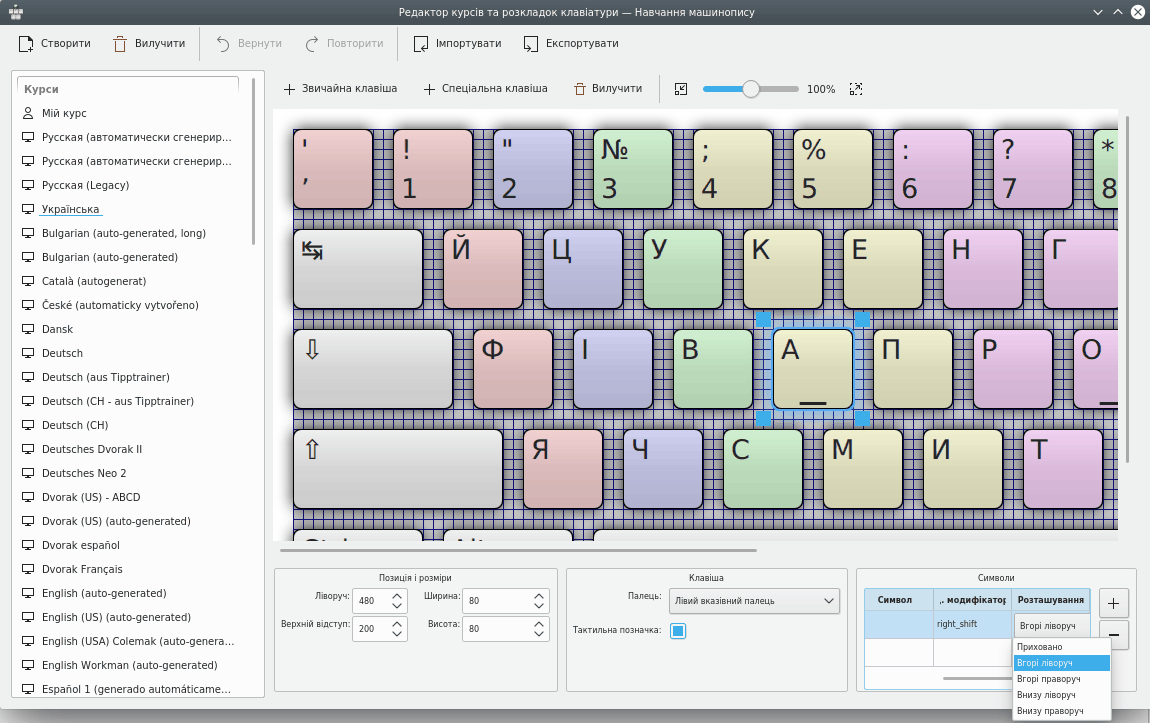 Редактор курсів та розкладок клавіатури — Навчання машинопису
Створити Вилучити Вернути Повторити Імпортувати Експортувати
Курси
Мій курс
Русская (автоматически сгенерир...
Русская (автоматически сгенерир...
Русская (Legacy)
Українська
Bulgarian (auto-generated, long)
Bulgarian (auto-generated)
Català (autogenerat)
České (automaticky vytvořeno)
Dansk
Deutsch
Deutsch (aus Tipptrainer)
Deutsch (CH - aus Tipptrainer)
Deutsch (CH)
Deutsches Dvorak II
Deutsches Neo 2
Dvorak (US) - ABCD
Dvorak (US) (auto-generated)
Dvorak español
Dvorak Français
English (auto-generated)
English (US) (auto-generated)
English (USA) Colemak (auto-genera...
English Workman (auto-generated)
Español 1 (generado automáticame...
Звичайна клавіша Спеціальна клавіша Вилучити 100%
' ! " № ; % : ? *
’ 1 2 3 4 5 6 7 8
↹ Й Ц У К Е Н Г
⇩ Ф І В А П Р О
⇧ Я Ч С М И Т
Позиція і розміри
Ліворуч: 480 Ширина: 80
Верхній відступ: 200 Висота: 80
Клавіша
Палець: Лівий вказівний палець
Тактильна позначка:
Символи
Символ . модифікатор Розташування
right_shift Вгорі ліворуч
Приховано
Вгорі ліворуч
Вгорі праворуч
Внизу ліворуч
Внизу праворуч